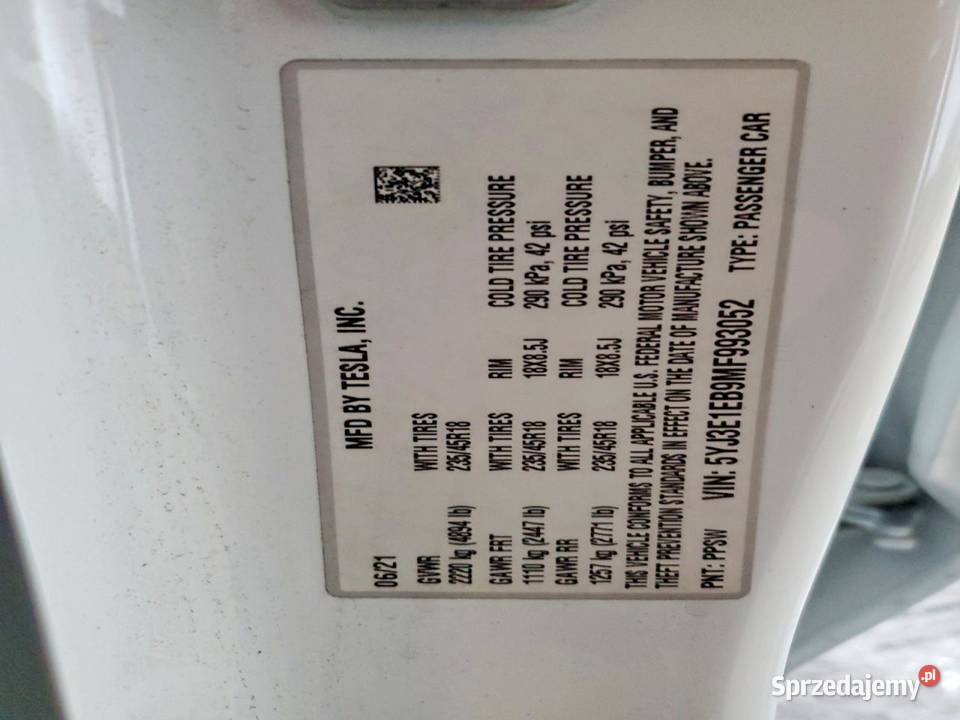 MFD BY TESLA, INC.
06/21
GVWR WITH TIRES
2220 kg (4894 lb) 235/45R18
GAWR FRT WITH TIRES RIM COLD TIRE PRESSURE
1110 kg (2447 lb) 235/45R18 18X8.5J 290 kPa, 42 psi
GAWR RR WITH TIRES RIM COLD TIRE PRESSURE
1257 kg (2771 lb) 235/45R18 18X8.5J 290 kPa, 42 psi
THIS VEHICLE CONFORMS TO ALL APPLICABLE U.S. FEDERAL MOTOR VEHICLE SAFETY, BUMPER, AND
THEFT PREVENTION STANDARDS IN EFFECT ON THE DATE OF MANUFACTURE SHOWN ABOVE.
PNT: PPSW VIN: 5YJ3E1EB9MF993052 TYPE: PASSENGER CAR
Sprzedajemy.pl